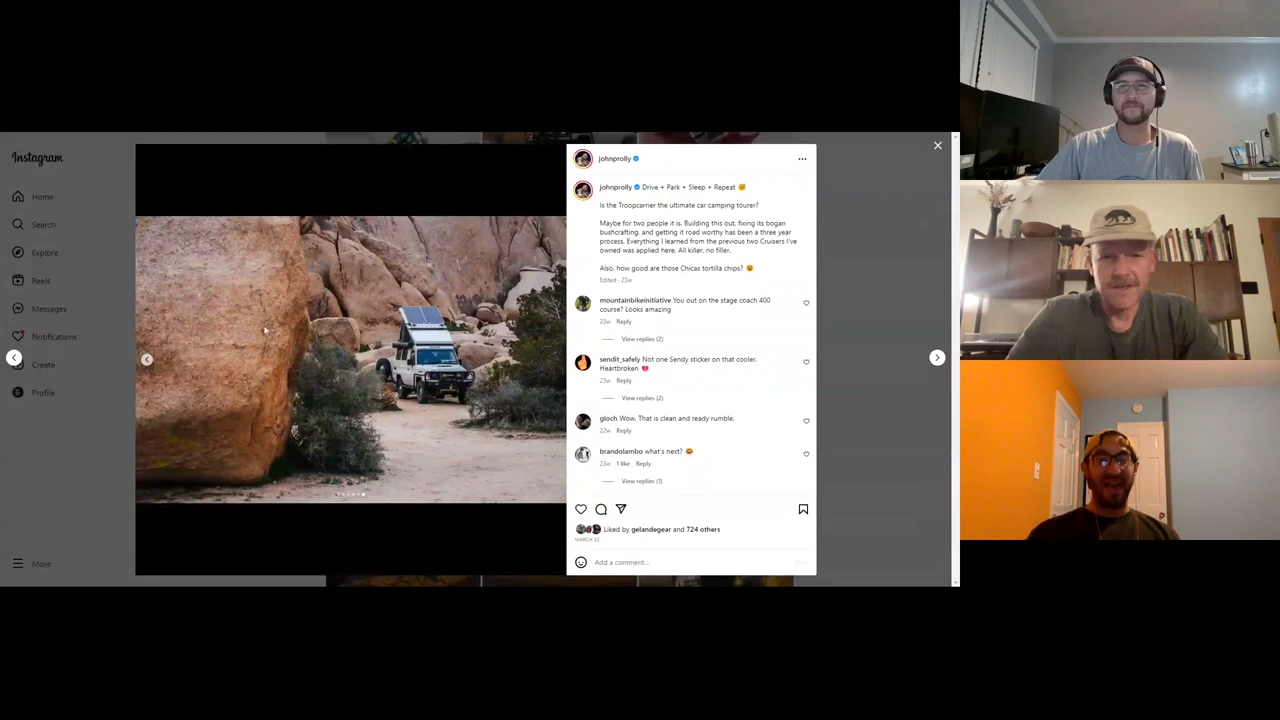 Instagram
Home
Search
Explore
Reels
Messages
Notifications
Create
Profile
More
johnprolly
johnprolly Drive + Park + Sleep + Repeat 😴
Is the Troopcarrier the ultimate car camping tourer?
Maybe for two people it is. Building this out, fixing its bogan
bushcrafting, and getting it road worthy has been a three year
process. Everything I learned from the previous two Cruisers I've
owned was applied here. All killer, no filler.
Also, how good are those Chicas tortilla chips?
Edited · 23w
mountainbikeinitiative You out on the stage coach 400
course? Looks amazing
23w Reply
View replies (2)
sendit_safely Not one Sendy sticker on that cooler.
Heartbroken 💔
23w Reply
View replies (2)
gloch Wow. That is clean and ready rumble.
22w Reply
brandolambo what's next?
23w 1 like Reply
View replies (1)
Liked by gelandegear and 724 others
MARCH 22
Add a comment...